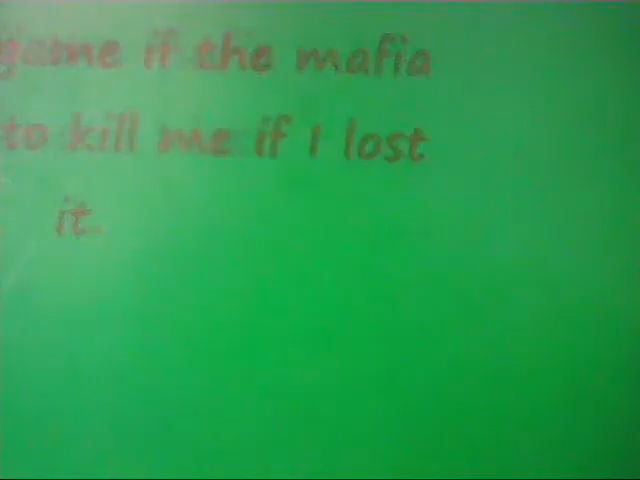 game if the mafia
to kill me if I lost
it.